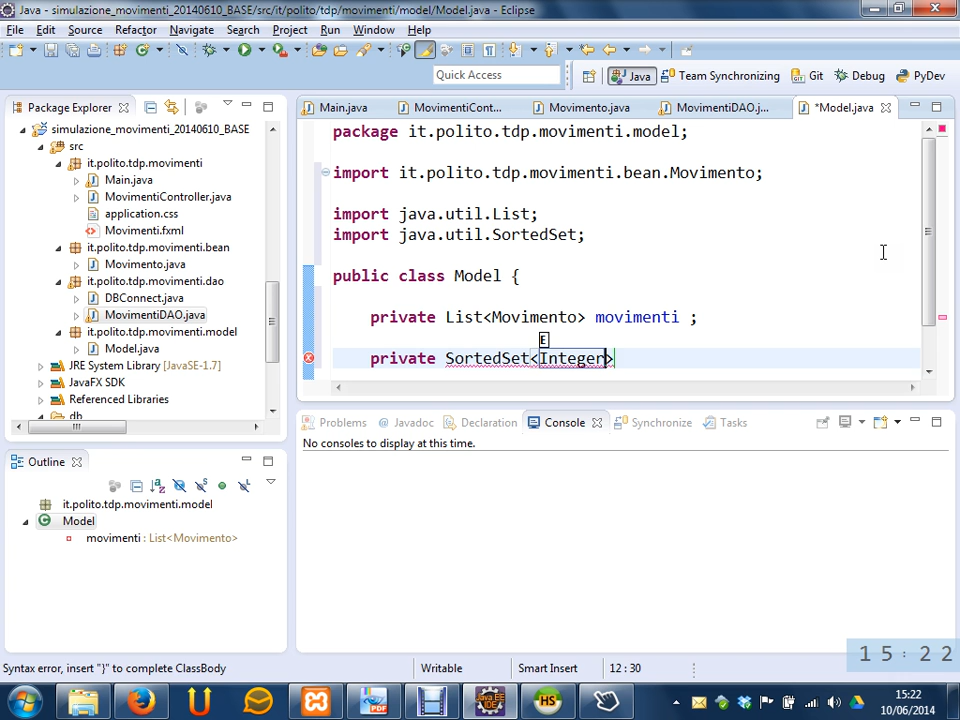 Java - simulazione_movimenti_20140610_BASE/src/it/polito/tdp/movimenti/model/Model.java - Eclipse
File Edit Source Refactor Navigate Search Project Run Window Help
Quick Access
Java
Team Synchronizing
Git
Debug
PyDev
Package Explorer
simulazione_movimenti_20140610_BASE
src
it.polito.tdp.movimenti
Main.java
MovimentiController.java
application.css
Movimenti.fxml
it.polito.tdp.movimenti.bean
Movimento.java
it.polito.tdp.movimenti.dao
DBConnect.java
MovimentiDAO.java
it.polito.tdp.movimenti.model
Model.java
JRE System Library [JavaSE-1.7]
JavaFX SDK
Referenced Libraries
db
Main.java
MovimentiCont...
Movimento.java
MovimentiDAO.j...
*Model.java
package it.polito.tdp.movimenti.model;
import it.polito.tdp.movimenti.bean.Movimento;
import java.util.List;
import java.util.SortedSet;
public class Model {
private List<Movimento> movimenti ;
E
private SortedSet<Integen>
Problems
Javadoc
Declaration
Console
Synchronize
Tasks
No consoles to display at this time.
Outline
it.polito.tdp.movimenti.model
Model
movimenti : List<Movimento>
Syntax error, insert "}" to complete ClassBody
Writable
Smart Insert
12 : 30
15:22
15:22
10/06/2014